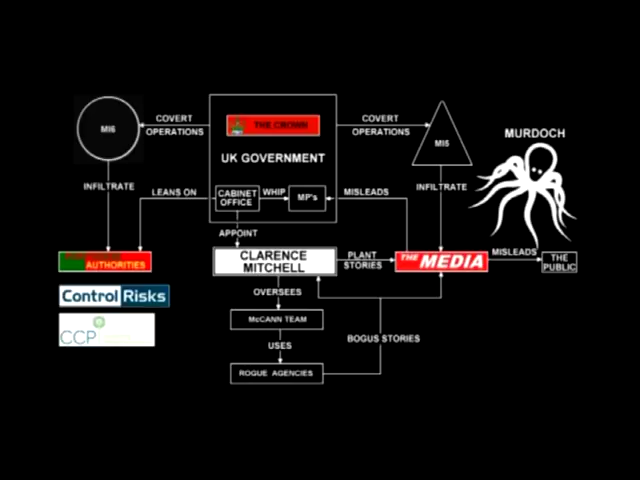 MURDOCH
MI6
COVERT
OPERATIONS
THE CROWN
UK GOVERNMENT
COVERT
OPERATIONS
MI5
INFILTRATE
LEANS ON
CABINET
OFFICE
WHIP
MP's
MISLEADS
INFILTRATE
APPOINT
AUTHORITIES
CLARENCE
MITCHELL
PLANT
STORIES
THE MEDIA
MISLEADS
THE
PUBLIC
Control Risks
OVERSEES
CCP
McCANN TEAM
USES
BOGUS STORIES
ROGUE AGENCIES